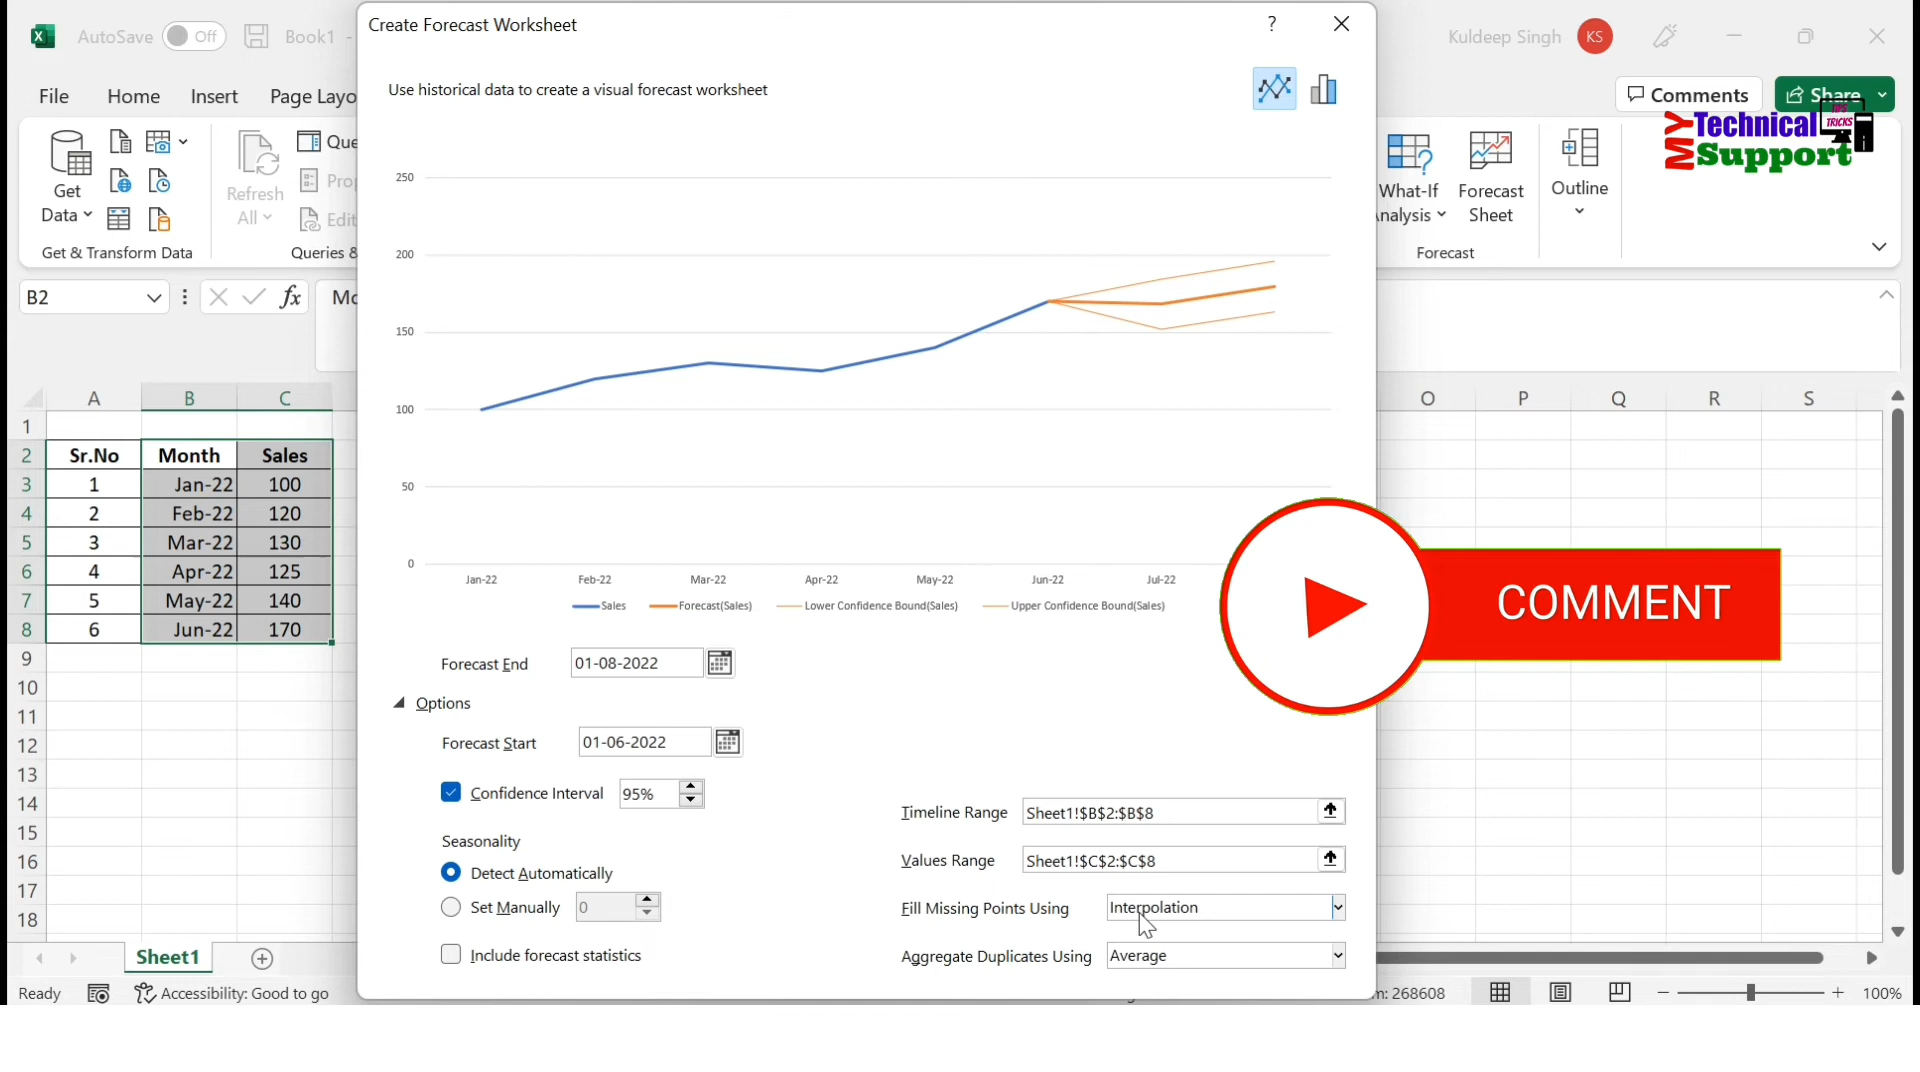 Create Forecast Worksheet
?
AutoSave Off Book1 -
Kuldeep Singh KS
Use historical data to create a visual forecast worksheet
File Home Insert Page Layo
Comments Share
MY Technical Support
TIPS TRICKS
Get Data
Refresh All
Que
Prop
Edit
What-If Analysis
Forecast Sheet
Outline
Get & Transform Data
Queries &
Forecast
B2
fx
Mo
250
200
150
100
50
0
Jan-22 Feb-22 Mar-22 Apr-22 May-22 Jun-22 Jul-22
Sales Forecast(Sales) Lower Confidence Bound(Sales) Upper Confidence Bound(Sales)
A B C O P Q R S
1
2 Sr.No Month Sales
3 1 Jan-22 100
4 2 Feb-22 120
5 3 Mar-22 130
6 4 Apr-22 125
7 5 May-22 140
8 6 Jun-22 170
9
10
11
12
13
14
15
16
17
18
COMMENT
Forecast End 01-08-2022
Options
Forecast Start 01-06-2022
Confidence Interval 95%
Seasonality
Detect Automatically
Set Manually 0
Include forecast statistics
Timeline Range Sheet1!$B$2:$B$8
Values Range Sheet1!$C$2:$C$8
Fill Missing Points Using Interpolation
Aggregate Duplicates Using Average
Sheet1
Ready Accessibility: Good to go
m: 268608
100%